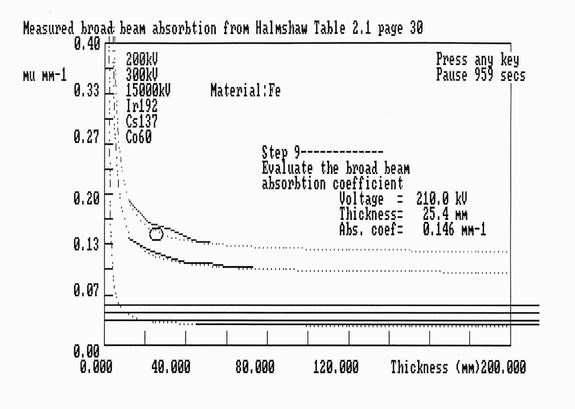 Measured broad beam absorbtion from Halmshaw Table 2.1 page 30
0.40
200kV
Press any key
mu mm-1
300kV
Pause 959 secs
0.33
15000kV
Material:Fe
Ir192
Cs137
0.27
Co60
Step 9-------------
Evaluate the broad beam
absorbtion coefficient
0.20
Voltage = 210.0 kV
Thickness= 25.4 mm
Abs. coef= 0.146 mm-1
0.13
0.07
0.00
0.000
40.000
80.000
120.000
Thickness (mm)200.000